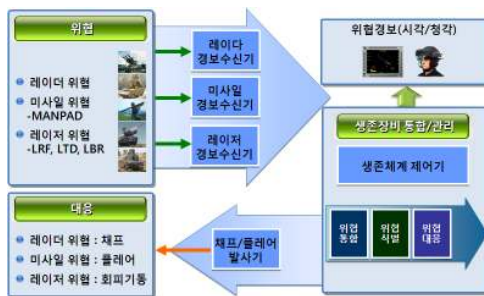 위협
레이더 위협
미사일 위협
-MANPAD
레이저 위협
-LRF, LTD, LBR
레이다
경보수신기
미사일
경보수신기
레이저
경보수신기
위협경보(시각/청각)
생존장비 통합/관리
생존체계 제어기
위협
통합
위협
식별
위협
대응
대응
레이더 위협 : 채프
미사일 위협 : 플레어
레이저 위협 : 회피기동
채프/플레어
발사기